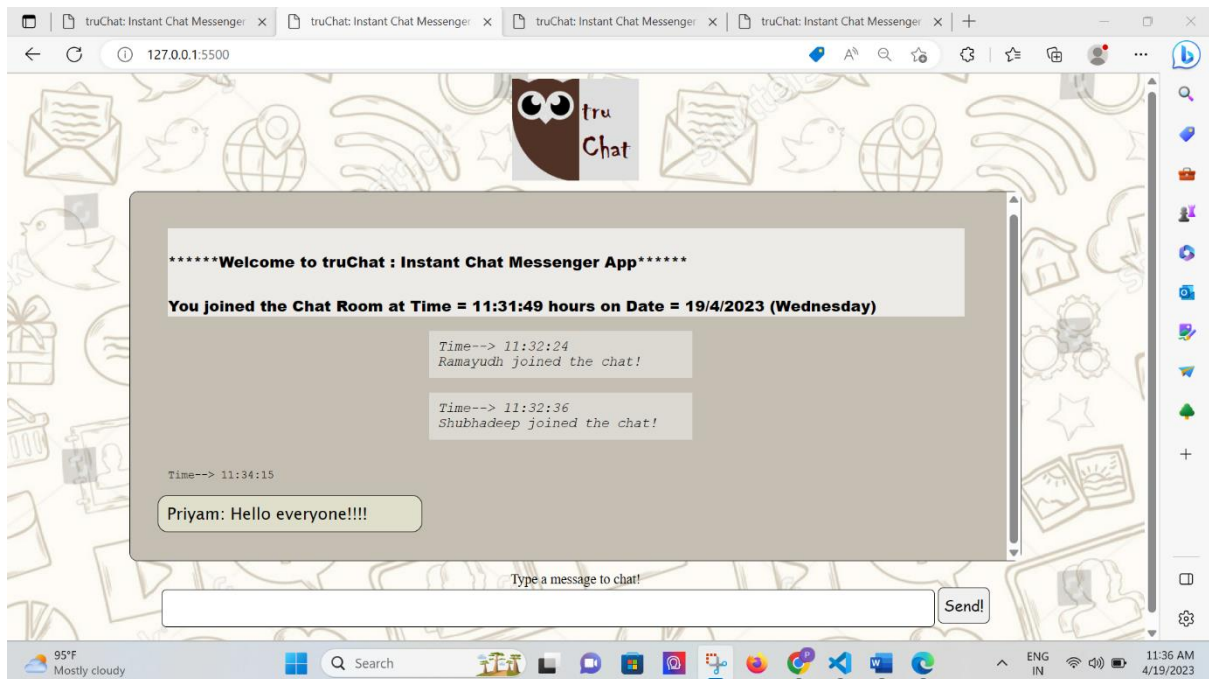 truChat: Instant Chat Messenger
truChat: Instant Chat Messenger
truChat: Instant Chat Messenger
truChat: Instant Chat Messenger
127.0.0.1:5500
tru
Chat
******Welcome to truChat : Instant Chat Messenger App******
You joined the Chat Room at Time = 11:31:49 hours on Date = 19/4/2023 (Wednesday)
Time--> 11:32:24
Ramayudh joined the chat!
Time--> 11:32:36
Shubhadeep joined the chat!
Time--> 11:34:15
Priyam: Hello everyone!!!!
Type a message to chat!
Send!
95°F
Mostly cloudy
Search
ENG
IN
11:36 AM
4/19/2023